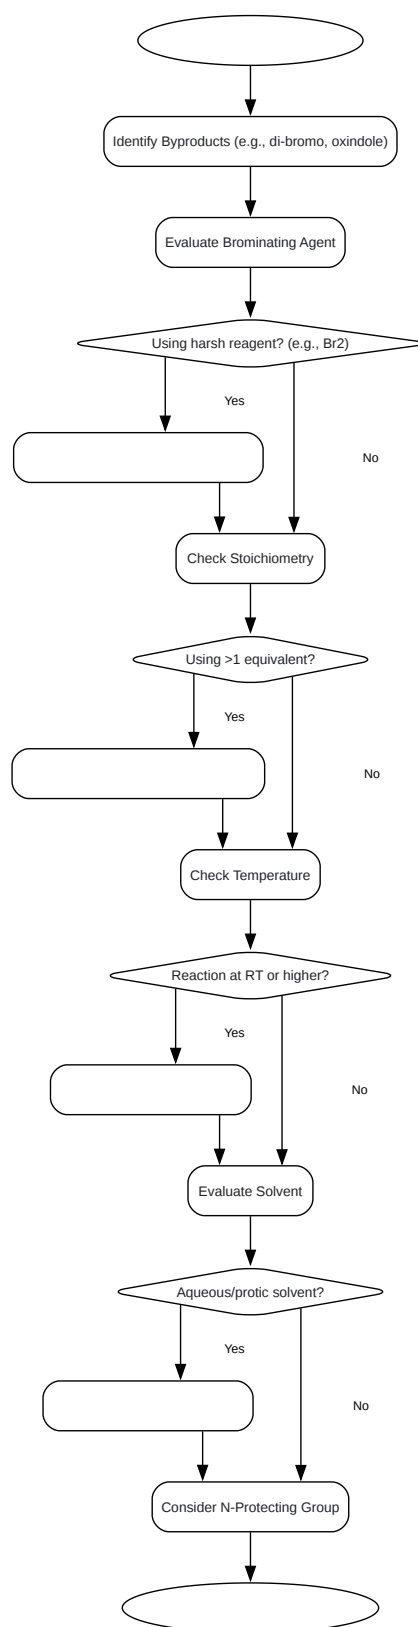 Identify Byproducts (e.g., di-bromo, oxindole)
Evaluate Brominating Agent
Using harsh reagent? (e.g., Br2)
Yes
No
Check Stoichiometry
Using >1 equivalent?
Yes
No
Check Temperature
Reaction at RT or higher?
Yes
No
Evaluate Solvent
Aqueous/protic solvent?
Yes
No
Consider N-Protecting Group